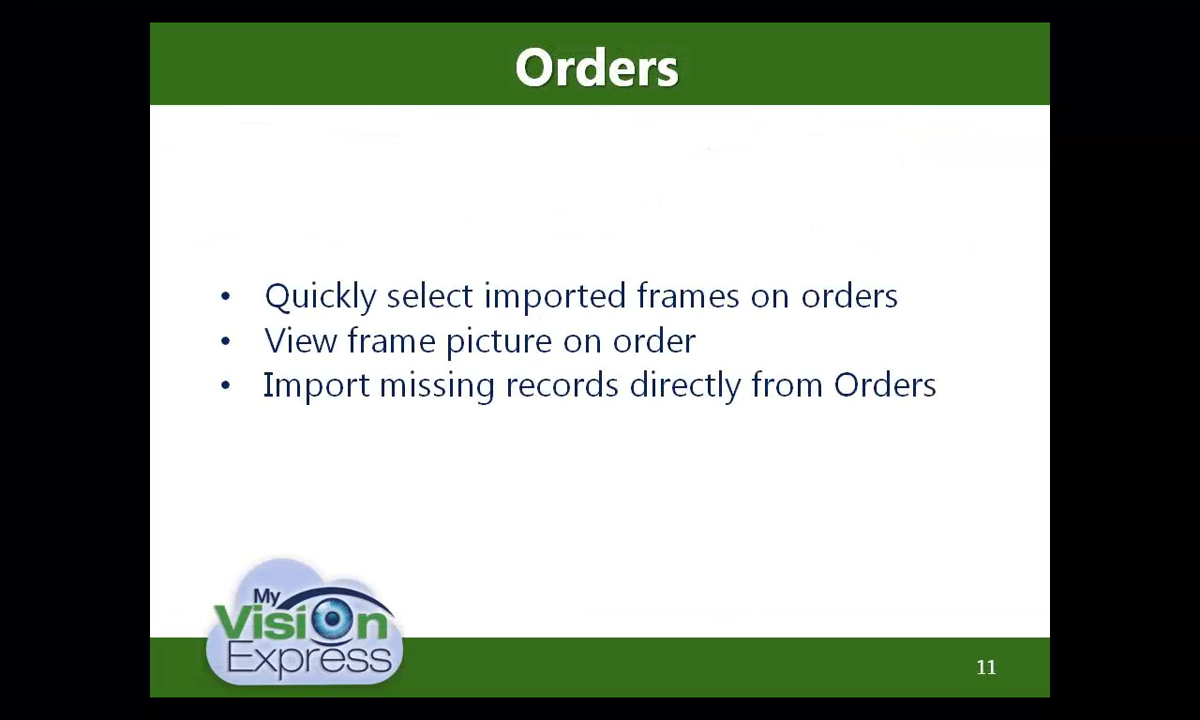 Orders
• Quickly select imported frames on orders
• View frame picture on order
• Import missing records directly from Orders
My
Vision
Express
11